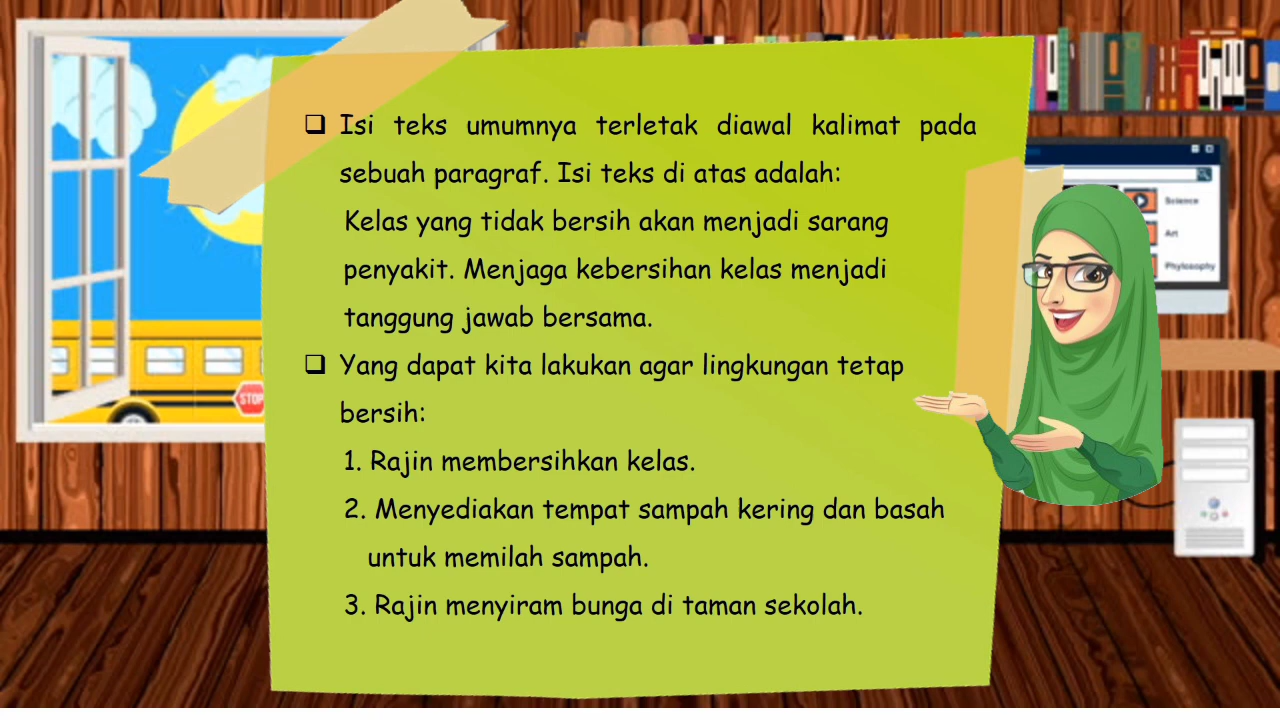 ❑ Isi teks umumnya terletak diawal kalimat pada
sebuah paragraf. Isi teks di atas adalah:
Kelas yang tidak bersih akan menjadi sarang
penyakit. Menjaga kebersihan kelas menjadi
tanggung jawab bersama.
❑ Yang dapat kita lakukan agar lingkungan tetap
bersih:
1. Rajin membersihkan kelas.
2. Menyediakan tempat sampah kering dan basah
untuk memilah sampah.
3. Rajin menyiram bunga di taman sekolah.
STOP
Science
Art
Phylosophy